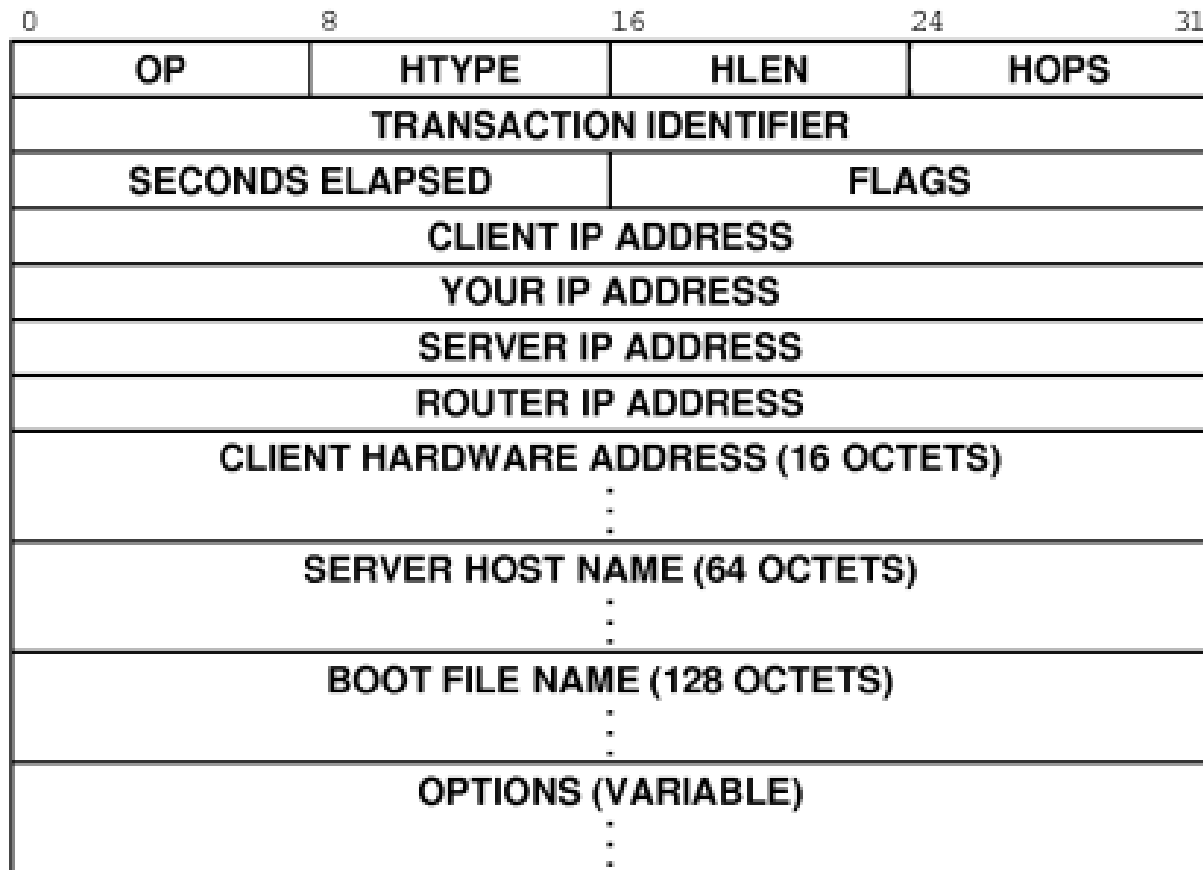 0 8 16 24 31
OP HTYPE HLEN HOPS
TRANSACTION IDENTIFIER
SECONDS ELAPSED FLAGS
CLIENT IP ADDRESS
YOUR IP ADDRESS
SERVER IP ADDRESS
ROUTER IP ADDRESS
CLIENT HARDWARE ADDRESS (16 OCTETS)
SERVER HOST NAME (64 OCTETS)
BOOT FILE NAME (128 OCTETS)
OPTIONS (VARIABLE)